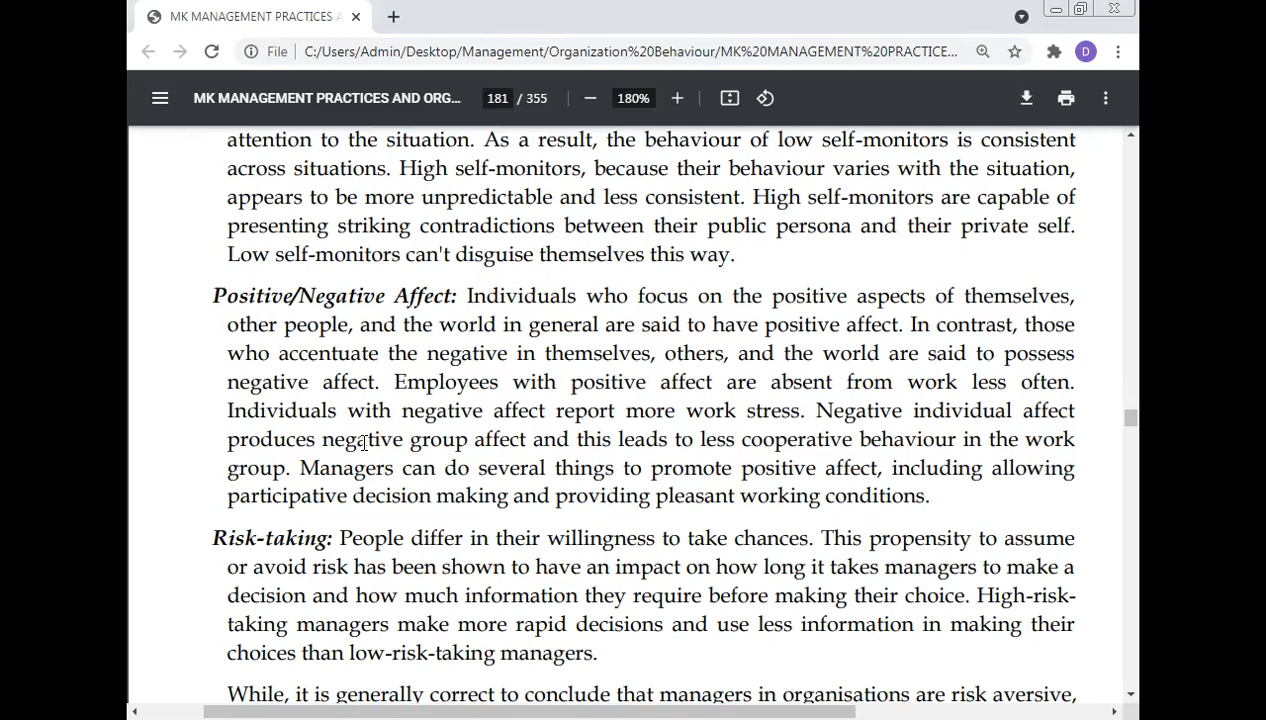 MK MANAGEMENT PRACTICES A
File C:/Users/Admin/Desktop/Management/Organization%20Behaviour/MK%20MANAGEMENT%20PRACTICE...
D
MK MANAGEMENT PRACTICES AND ORG... 181 / 355 180%
attention to the situation. As a result, the behaviour of low self-monitors is consistent
across situations. High self-monitors, because their behaviour varies with the situation,
appears to be more unpredictable and less consistent. High self-monitors are capable of
presenting striking contradictions between their public persona and their private self.
Low self-monitors can't disguise themselves this way.
Positive/Negative Affect: Individuals who focus on the positive aspects of themselves,
other people, and the world in general are said to have positive affect. In contrast, those
who accentuate the negative in themselves, others, and the world are said to possess
negative affect. Employees with positive affect are absent from work less often.
Individuals with negative affect report more work stress. Negative individual affect
produces negative group affect and this leads to less cooperative behaviour in the work
group. Managers can do several things to promote positive affect, including allowing
participative decision making and providing pleasant working conditions.
Risk-taking: People differ in their willingness to take chances. This propensity to assume
or avoid risk has been shown to have an impact on how long it takes managers to make a
decision and how much information they require before making their choice. High-risk-
taking managers make more rapid decisions and use less information in making their
choices than low-risk-taking managers.
While, it is generally correct to conclude that managers in organisations are risk aversive,